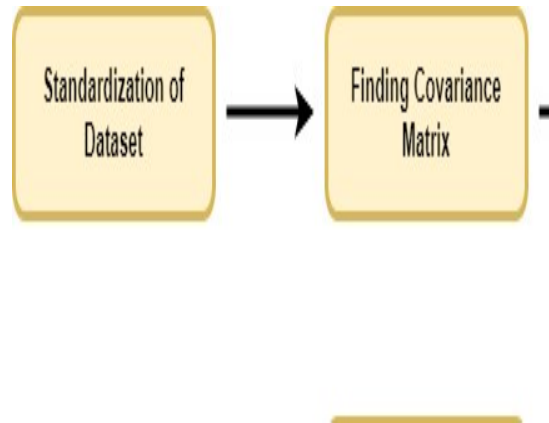 Standardization of
Dataset
Finding Covariance
Matrix